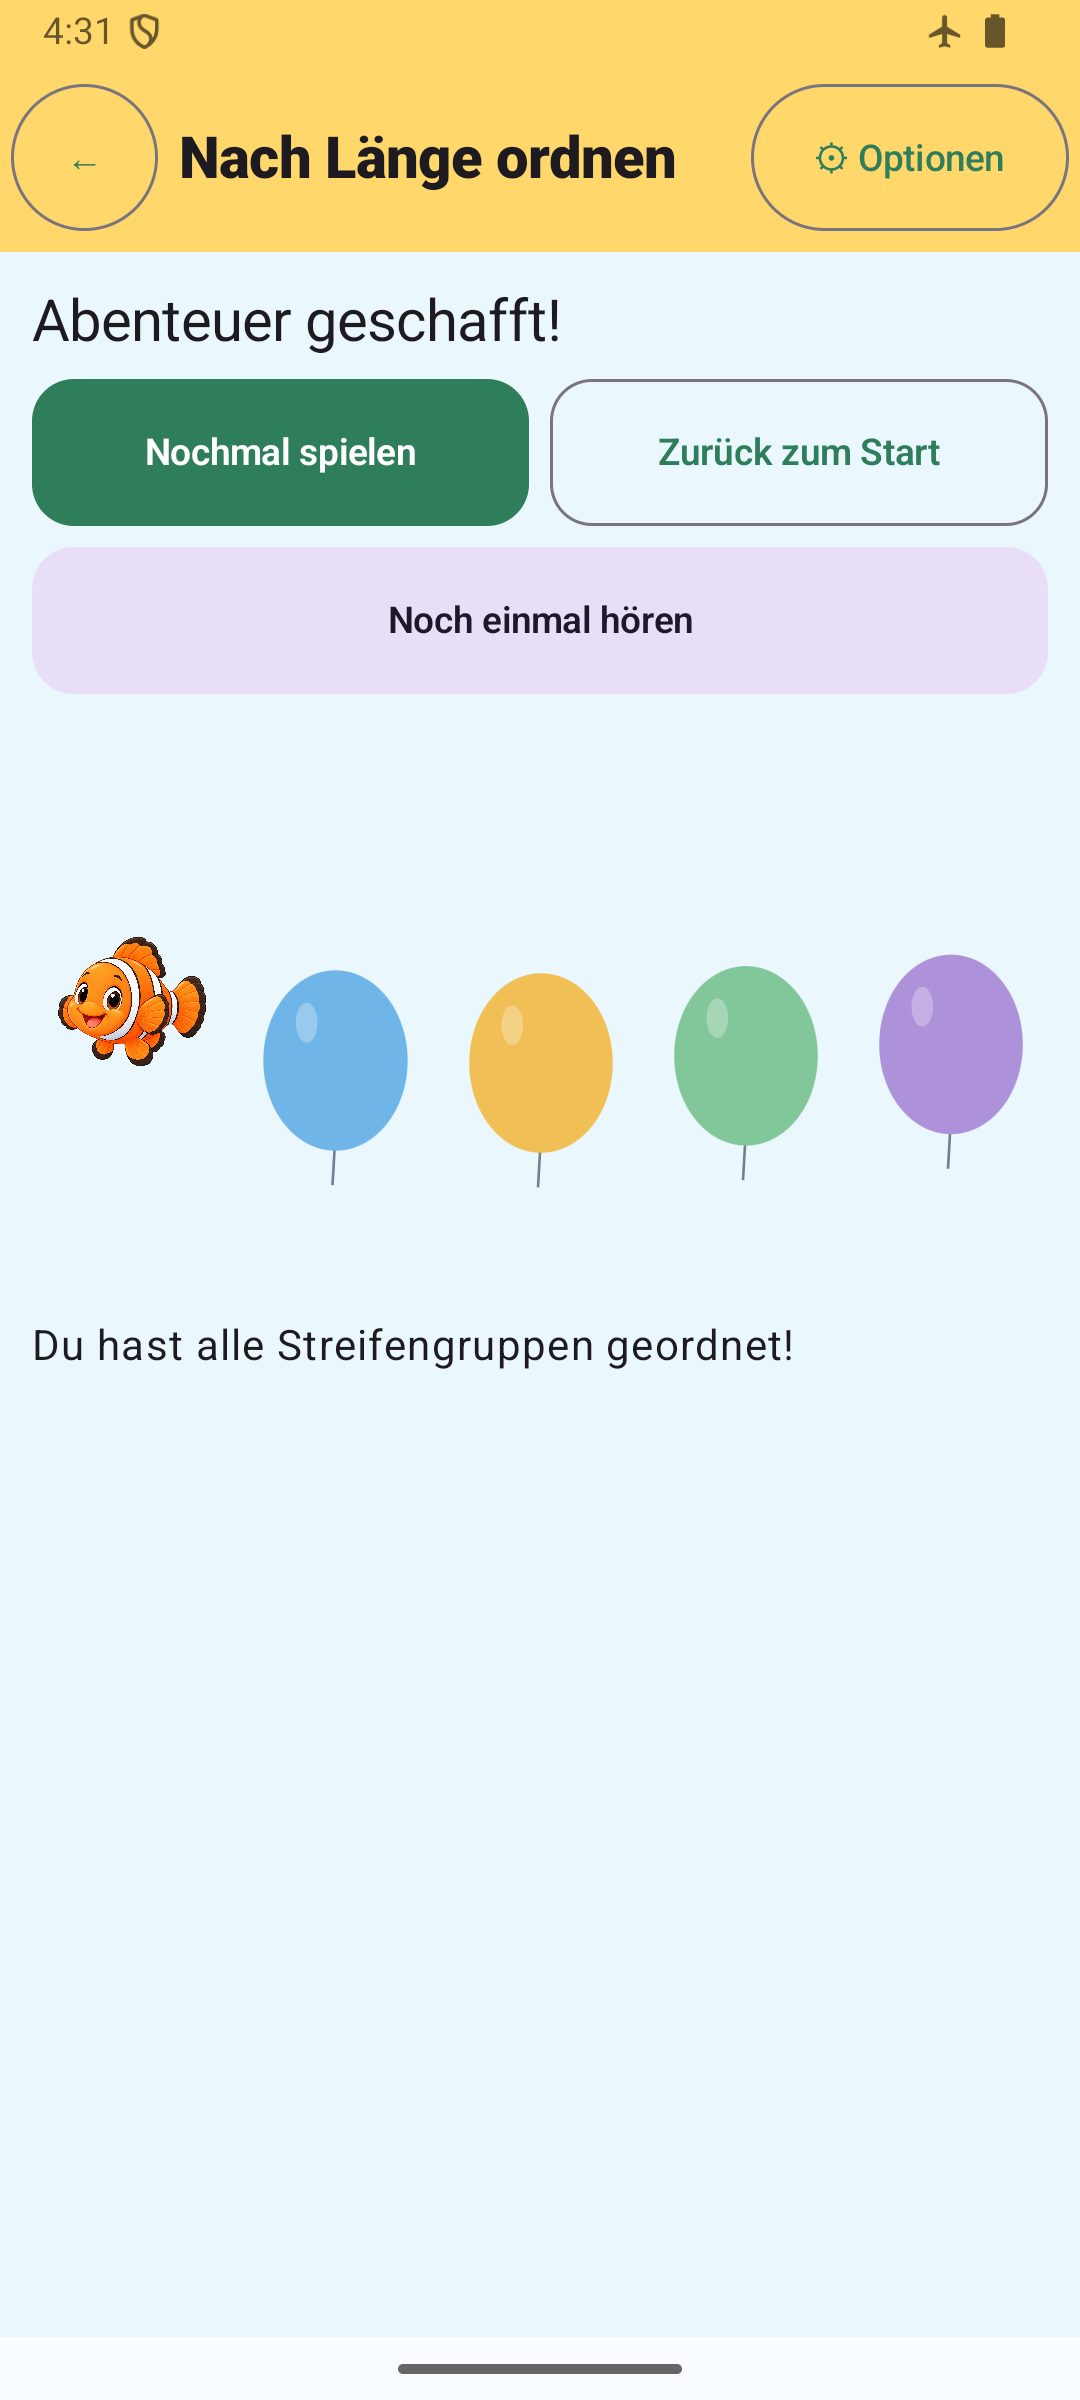 4:31
← Nach Länge ordnen ⚙ Optionen
Abenteuer geschafft!
Nochmal spielen Zurück zum Start
Noch einmal hören
Du hast alle Streifengruppen geordnet!